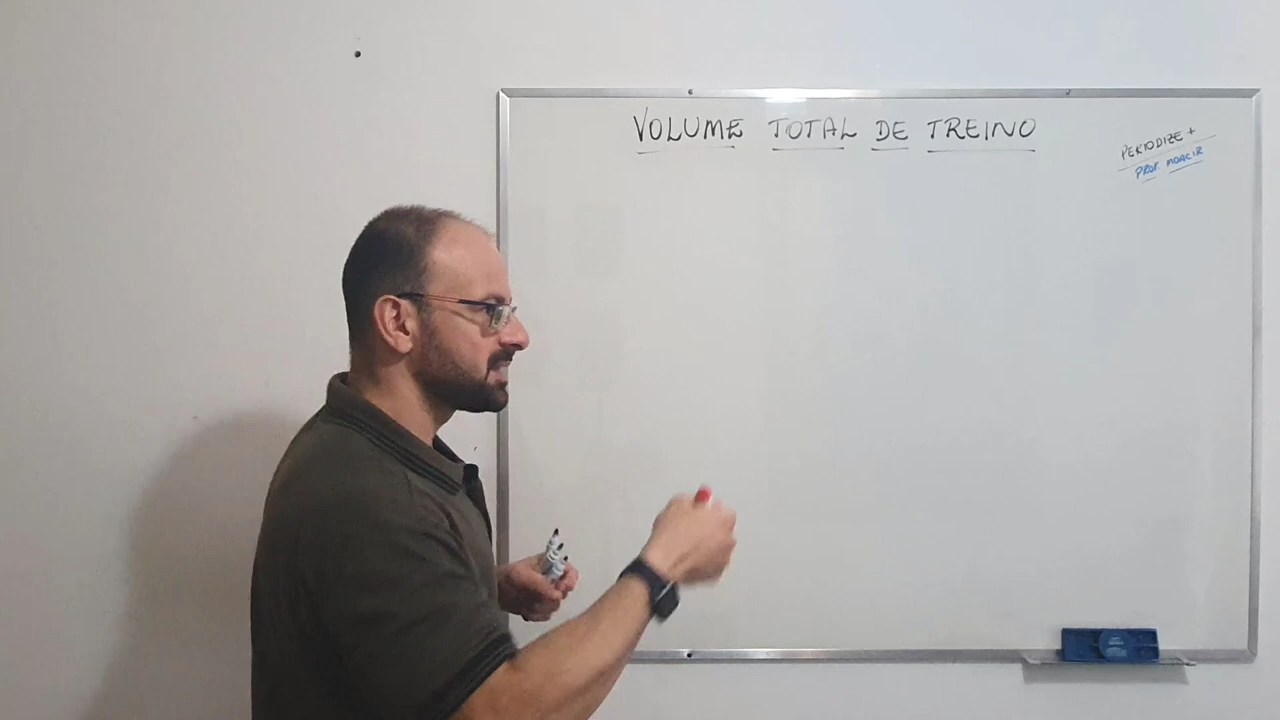 VOLUME TOTAL DE TREINO
PERIODIZE +
PROF. MOACIR